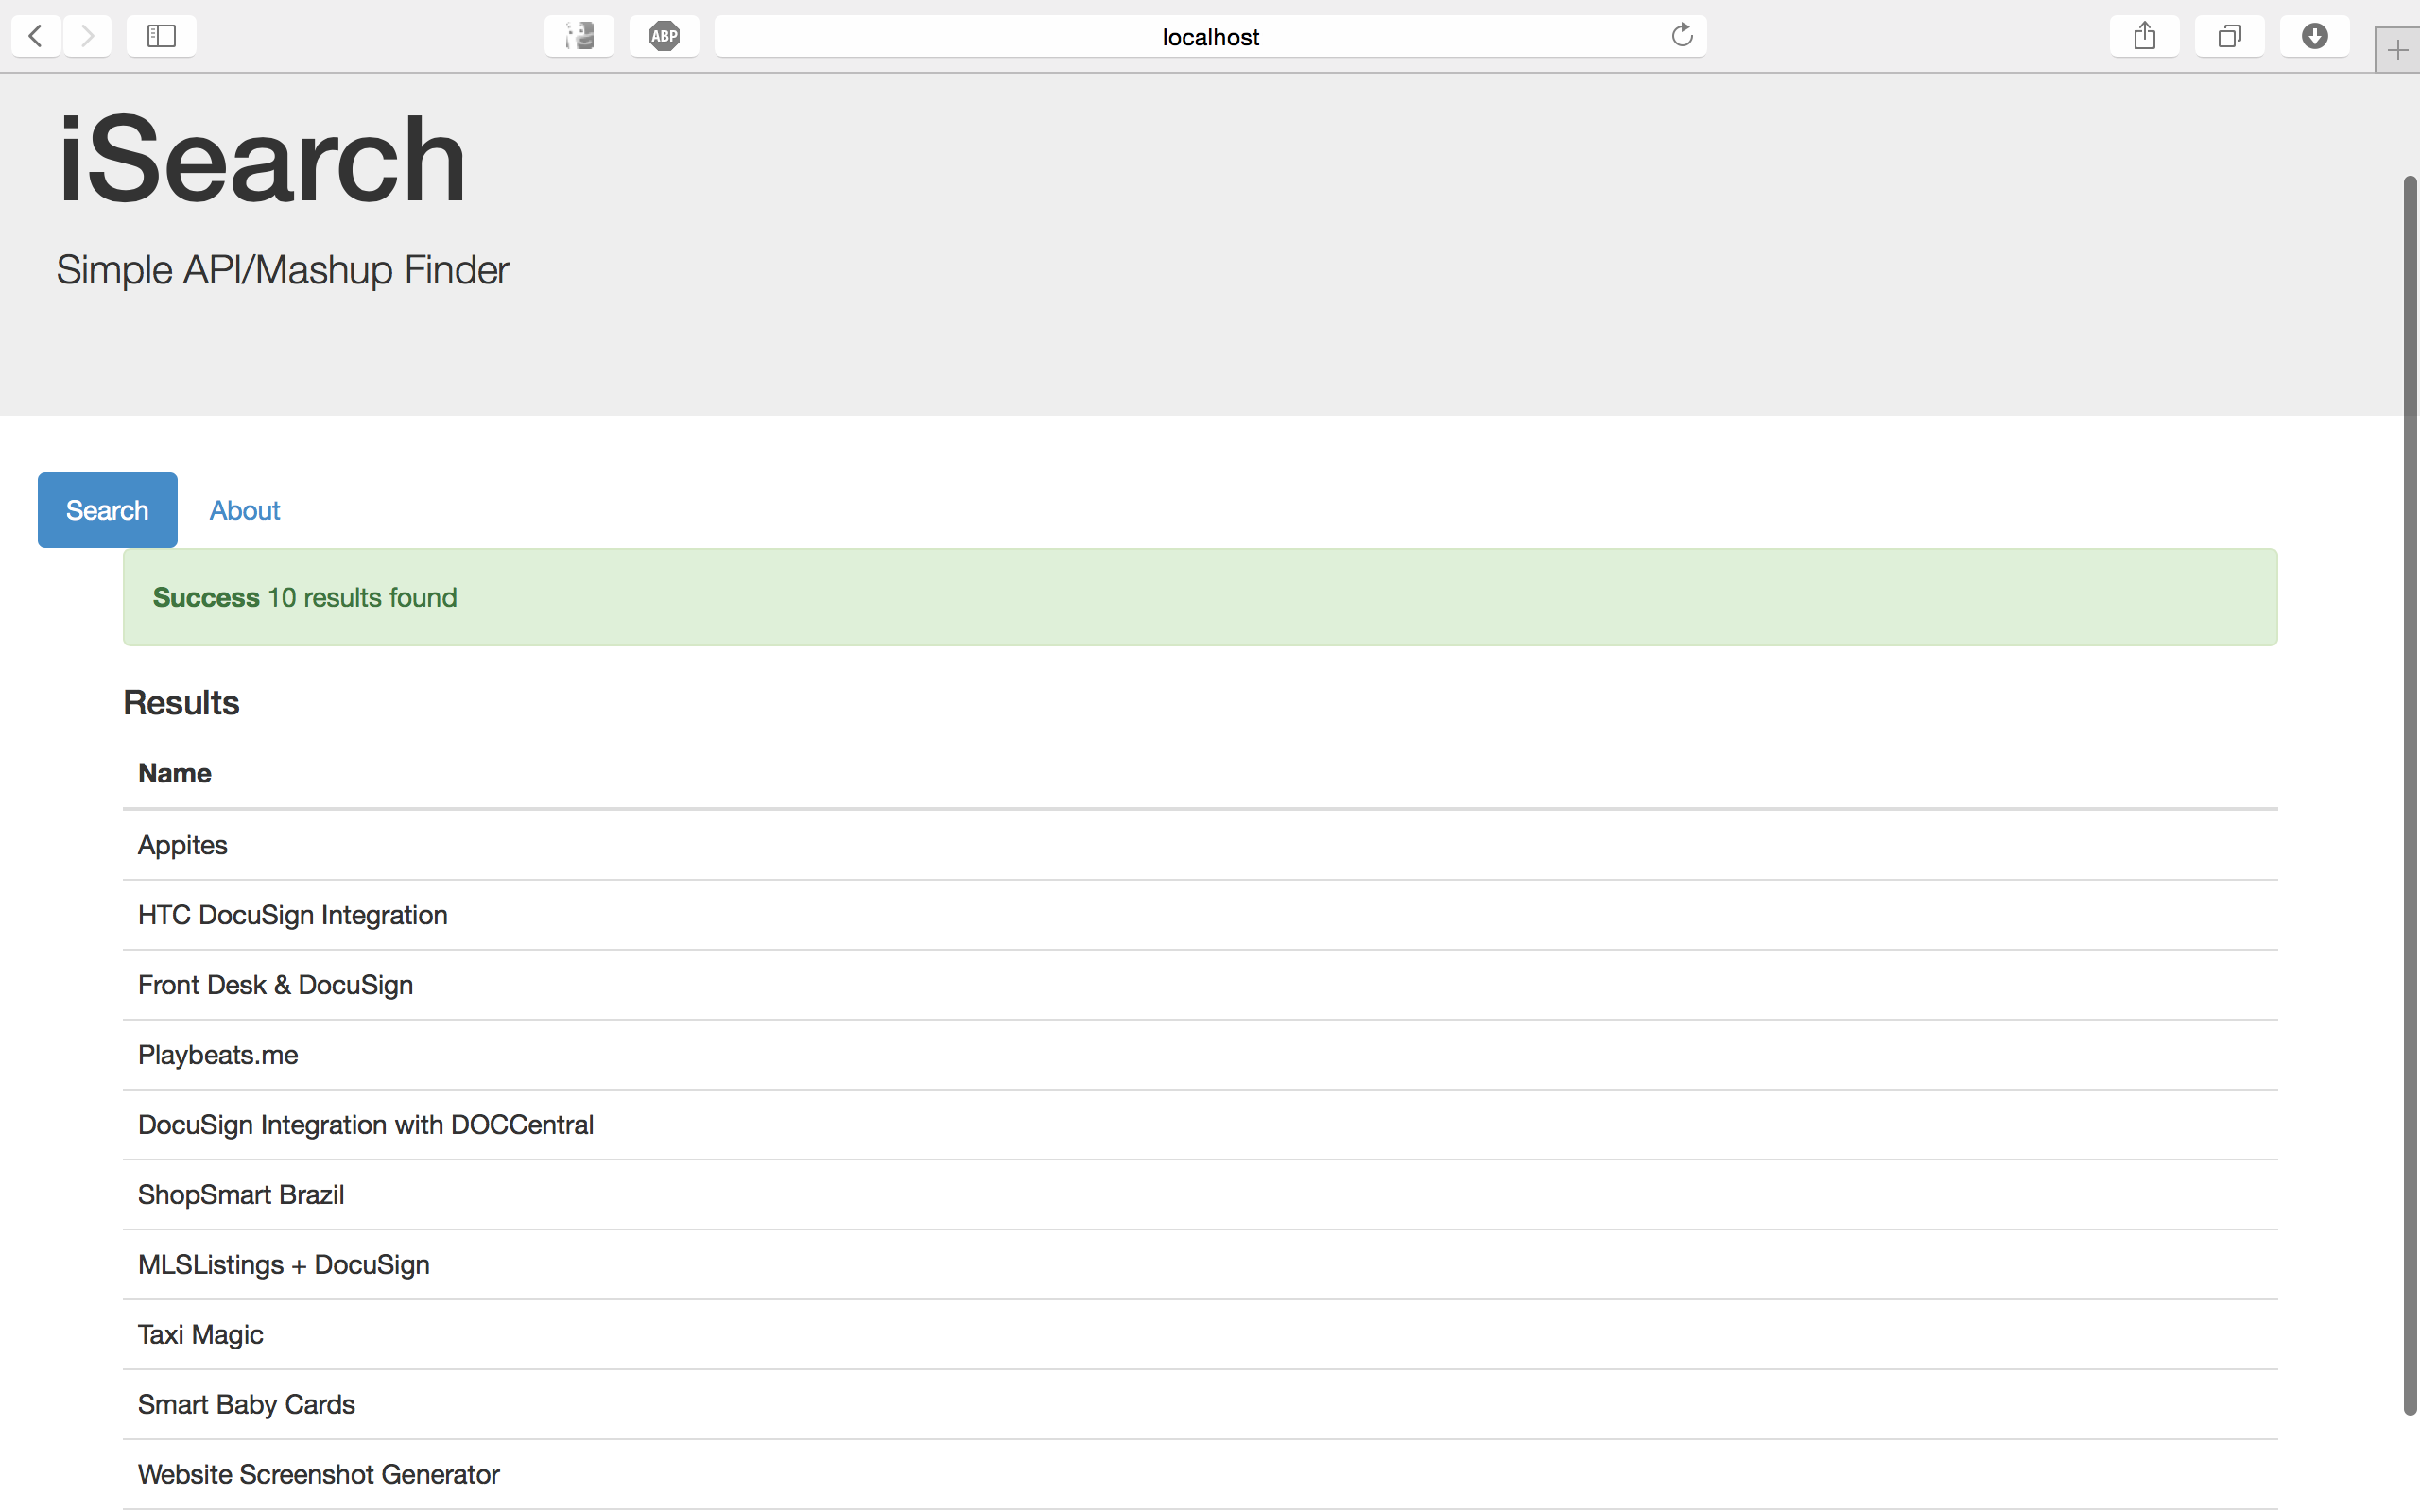 ABP
localhost
iSearch
Simple API/Mashup Finder
Search
About
Success 10 results found
Results
Name
Appites
HTC DocuSign Integration
Front Desk & DocuSign
Playbeats.me
DocuSign Integration with DOCCentral
ShopSmart Brazil
MLSListings + DocuSign
Taxi Magic
Smart Baby Cards
Website Screenshot Generator